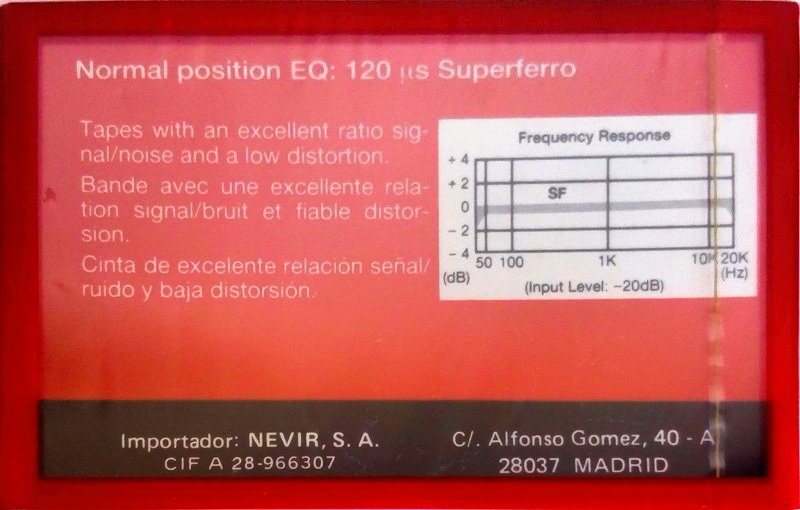 Normal position EQ: 120 µs Superferro
Tapes with an excellent ratio sig-
nal/noise and a low distortion.
Bande avec une excellente rela-
tion signal/bruit et fiable distor-
sion.
Cinta de excelente relación señal/
ruido y baja distorsión.
Frequency Response
+ 4
+ 2
0
- 2
- 4
(dB)
SF
50 100 1K 10K 20K
(Hz)
(Input Level: -20dB)
Importador: NEVIR, S. A.
CIF A 28-966307
C/. Alfonso Gomez, 40 - A
28037 MADRID